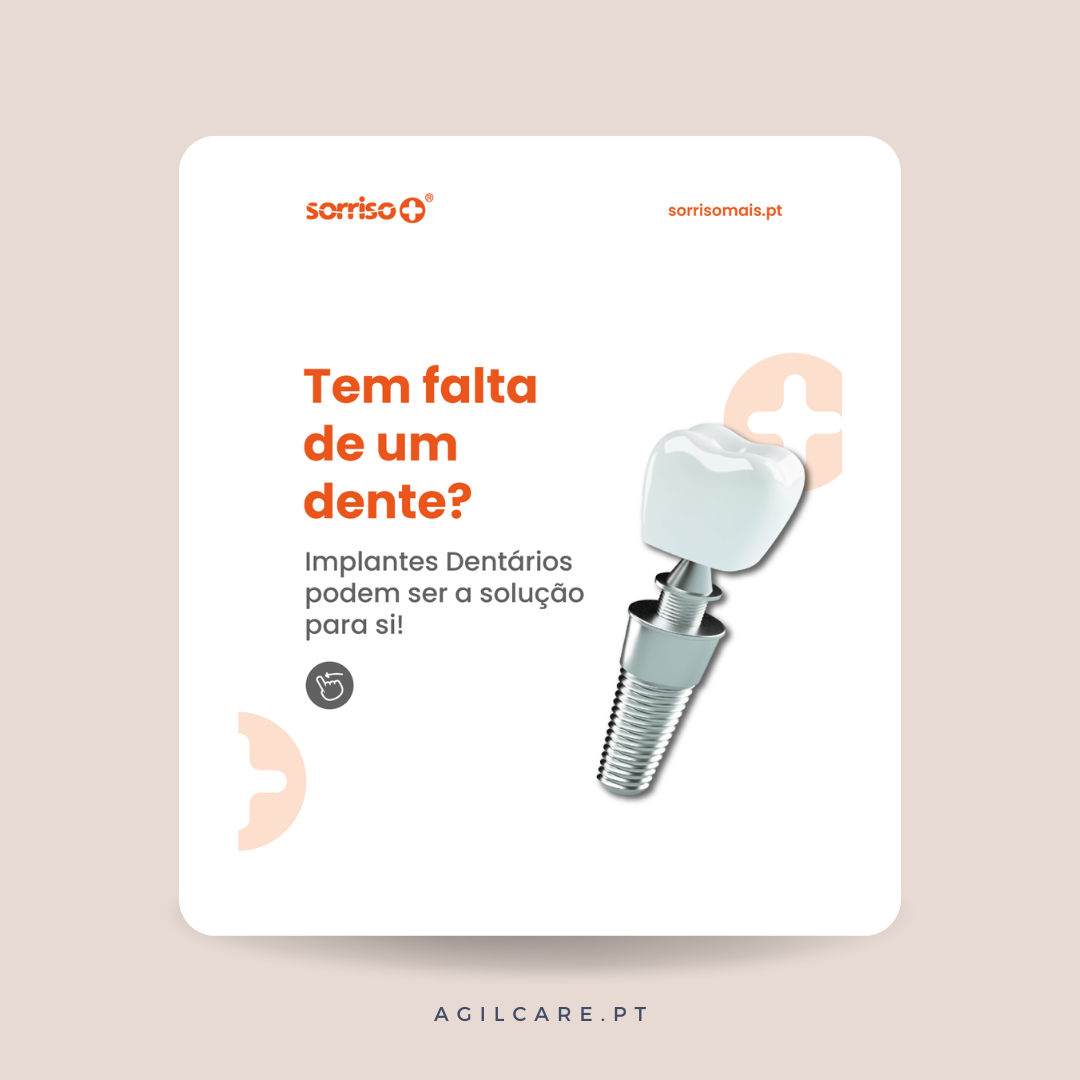 sorriso+®
sorrisomais.pt
Tem falta
de um
dente?
Implantes Dentários
podem ser a solução
para si!
AGILCARE.PT